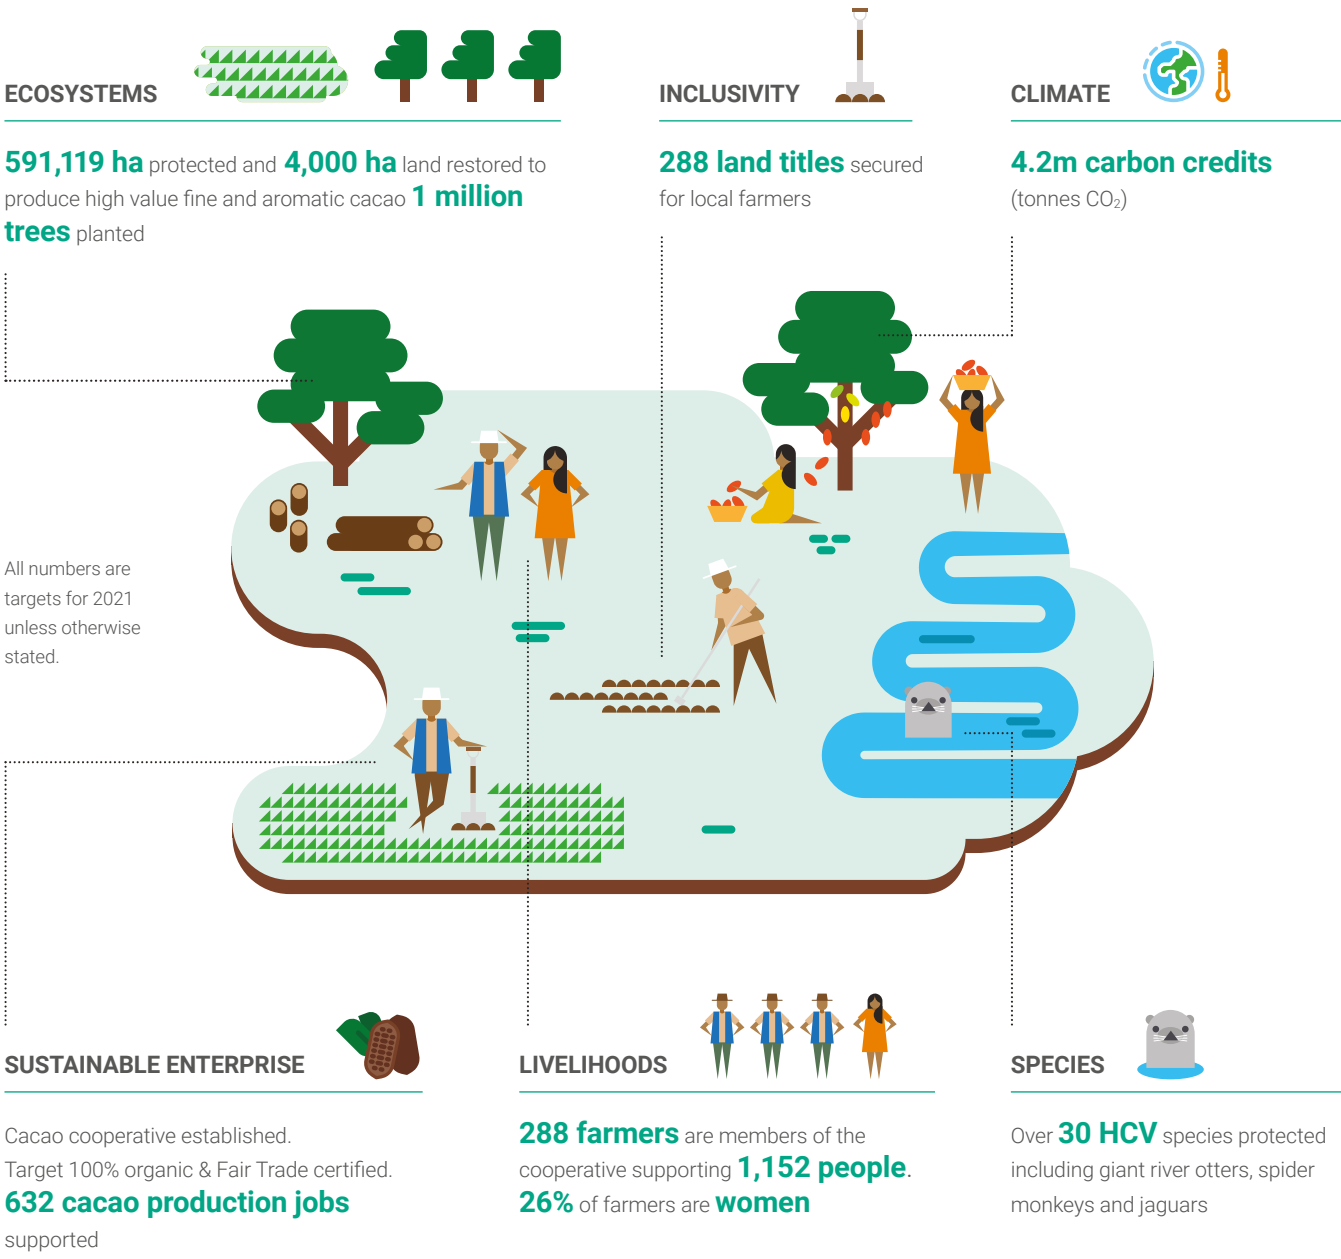 ECOSYSTEMS
591,119 ha protected and 4,000 ha land restored to
produce high value fine and aromatic cacao 1 million
trees planted
INCLUSIVITY
288 land titles secured
for local farmers
CLIMATE
4.2m carbon credits
(tonnes CO₂)
All numbers are
targets for 2021
unless otherwise
stated.
SUSTAINABLE ENTERPRISE
Cacao cooperative established.
Target 100% organic & Fair Trade certified.
632 cacao production jobs
supported
LIVELIHOODS
288 farmers are members of the
cooperative supporting 1,152 people.
26% of farmers are women
SPECIES
Over 30 HCV species protected
including giant river otters, spider
monkeys and jaguars